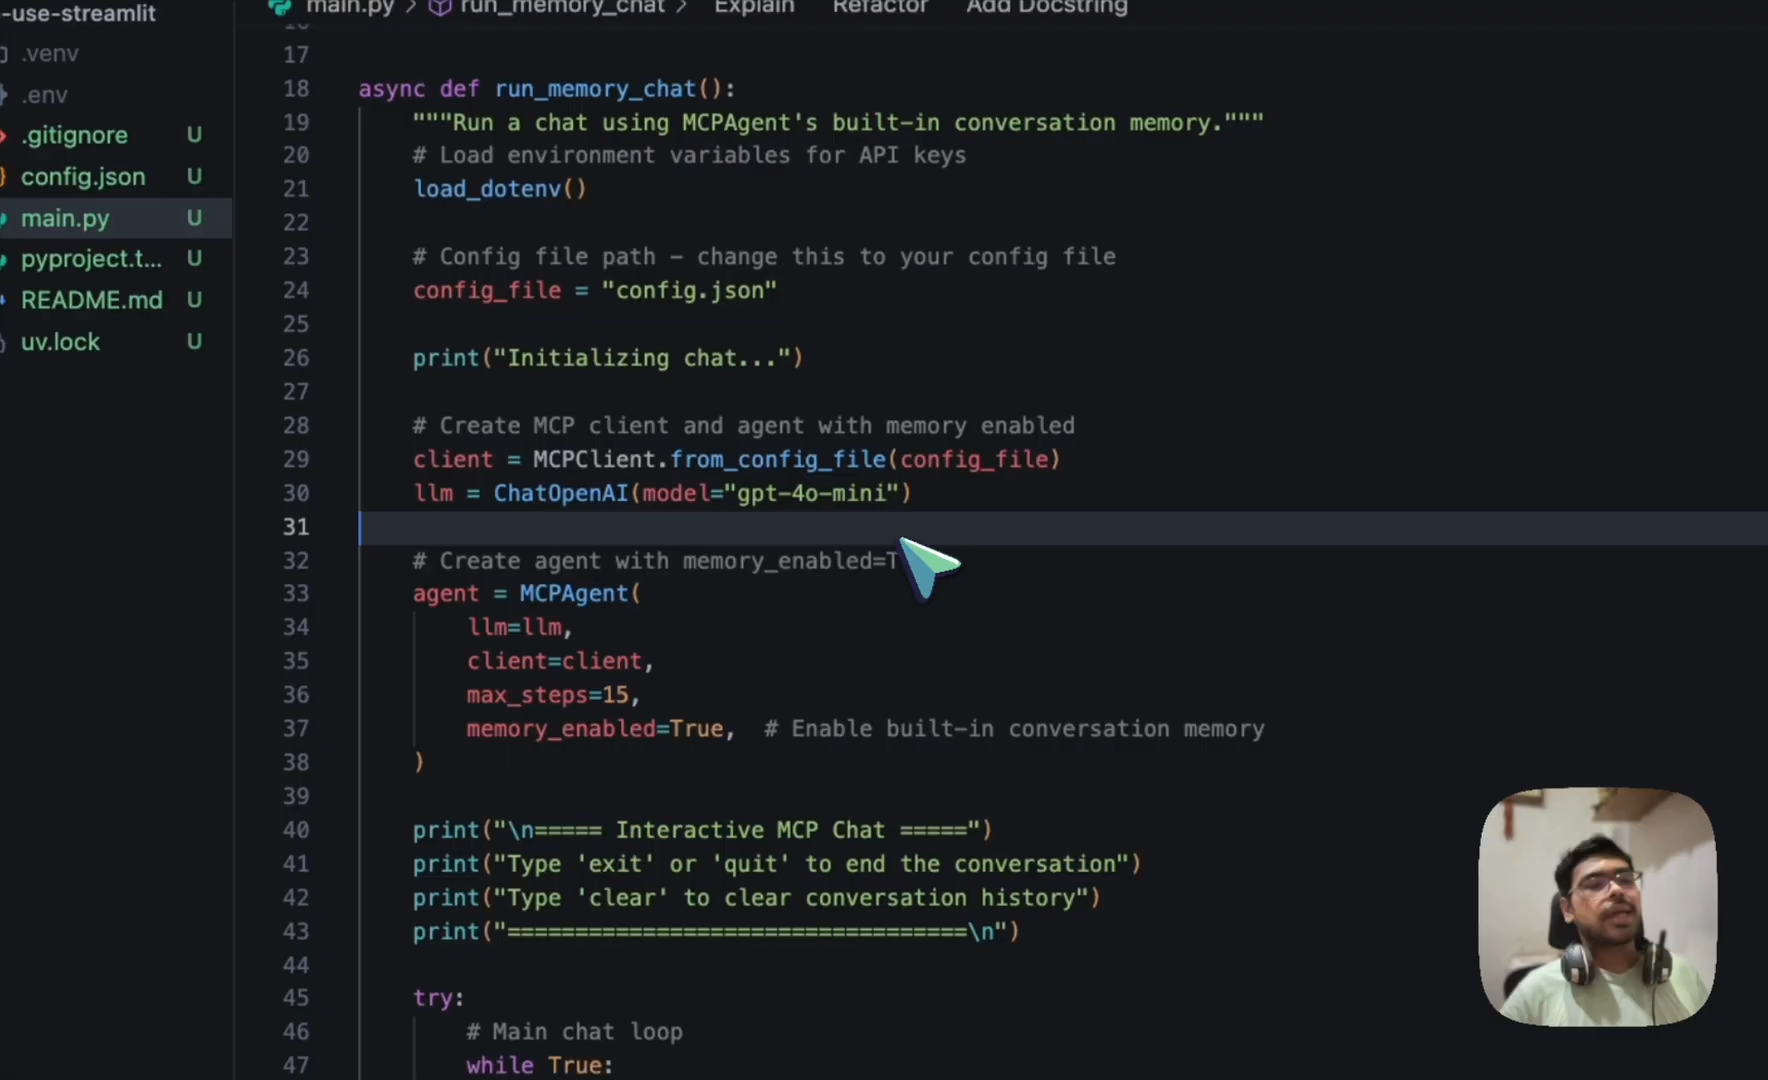 -use-streamlit
.venv
.env
.gitignore U
config.json U
main.py U
pyproject.t... U
README.md U
uv.lock U
main.py > run_memory_chat > Explain Refactor Add Docstring
17
18 async def run_memory_chat():
19 """Run a chat using MCPAgent's built-in conversation memory."""
20 # Load environment variables for API keys
21 load_dotenv()
22
23 # Config file path - change this to your config file
24 config_file = "config.json"
25
26 print("Initializing chat...")
27
28 # Create MCP client and agent with memory enabled
29 client = MCPClient.from_config_file(config_file)
30 llm = ChatOpenAI(model="gpt-4o-mini")
31
32 # Create agent with memory_enabled=T
33 agent = MCPAgent(
34 llm=llm,
35 client=client,
36 max_steps=15,
37 memory_enabled=True, # Enable built-in conversation memory
38 )
39
40 print("\n===== Interactive MCP Chat =====")
41 print("Type 'exit' or 'quit' to end the conversation")
42 print("Type 'clear' to clear conversation history")
43 print("==================================\n")
44
45 try:
46 # Main chat loop
47 while True: